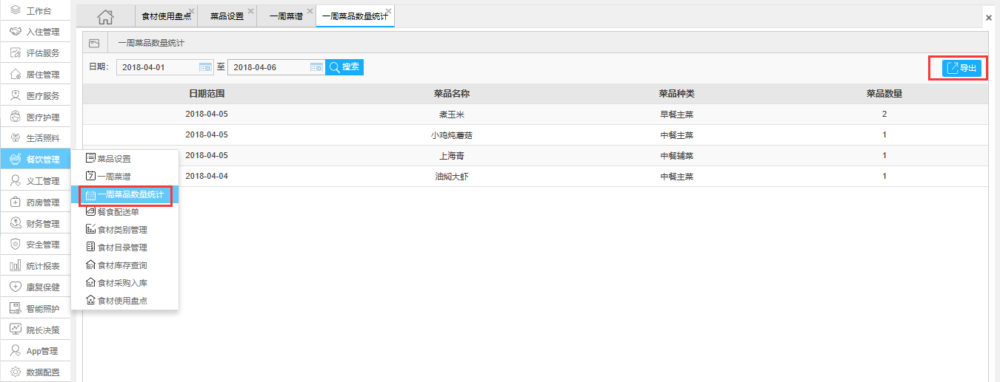 工作台
入住管理
评估服务
居住管理
医疗服务
医疗护理
生活照料
餐饮管理
义工管理
药房管理
财务管理
安全管理
统计报表
康复保健
智能照护
院长决策
App管理
数据配置
食材使用盘点 菜品设置 一周菜谱 一周菜品数量统计
一周菜品数量统计
日期: 2018-04-01 至 2018-04-06 搜索 导出
日期范围 菜品名称 菜品种类 菜品数量
2018-04-05 煮玉米 早餐主菜 2
2018-04-05 小鸡炖蘑菇 中餐主菜 1
2018-04-05 上海青 中餐辅菜 1
2018-04-04 油焖大虾 中餐主菜 1
菜品设置
一周菜谱
一周菜品数量统计
餐食配送单
食材类别管理
食材目录管理
食材库存查询
食材采购入库
食材使用盘点